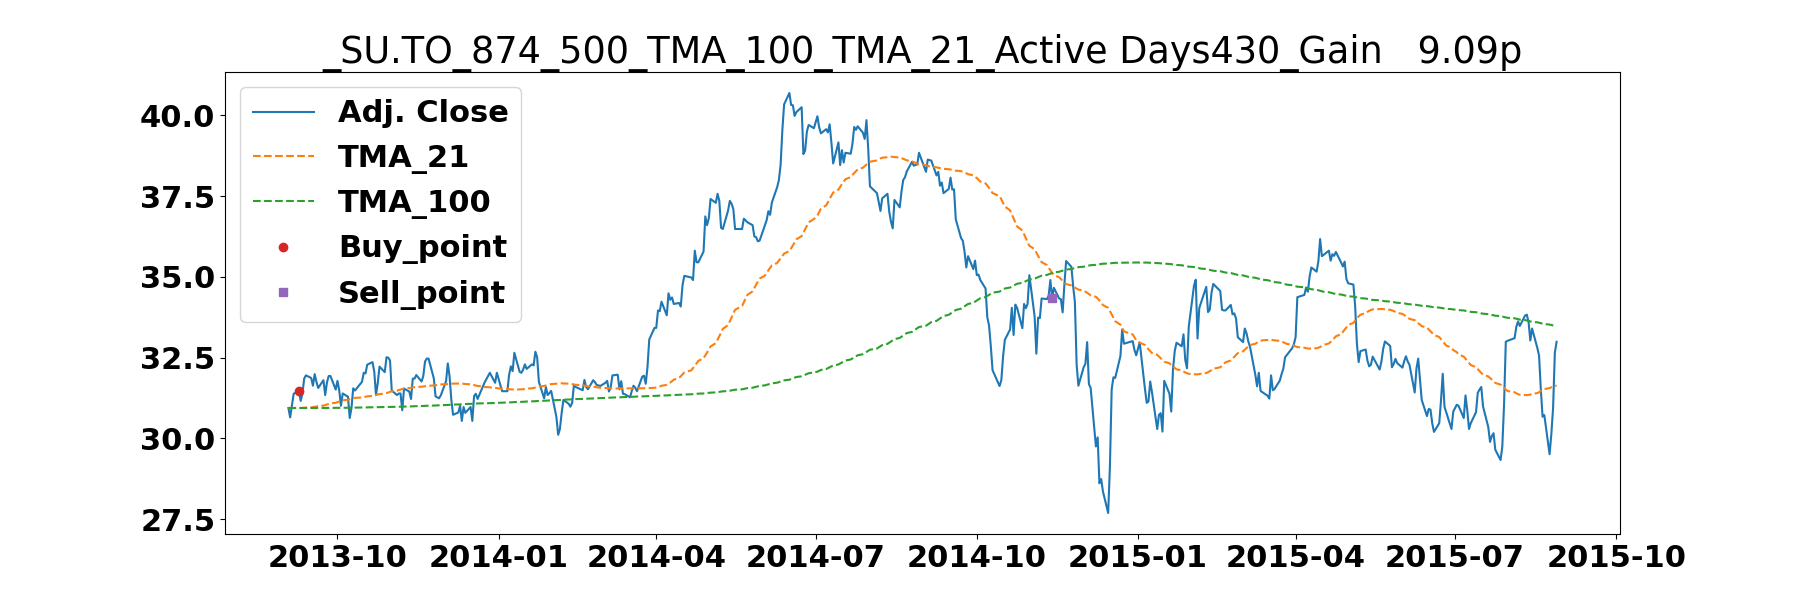 _SU.TO_874_500_TMA_100_TMA_21_Active Days430_Gain   9.09p
Adj. Close
TMA_21
TMA_100
Buy_point
Sell_point
40.0
37.5
35.0
32.5
30.0
27.5
2013-10 2014-01 2014-04 2014-07 2014-10 2015-01 2015-04 2015-07 2015-10